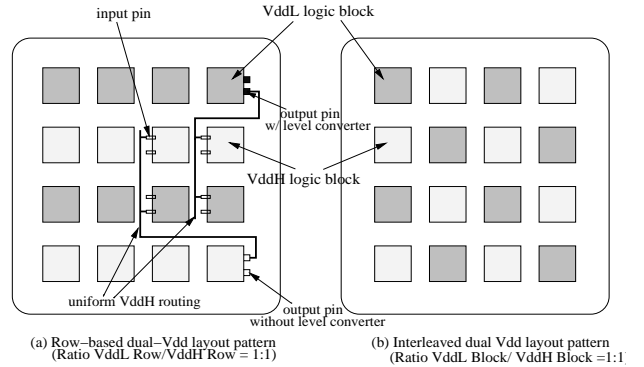 input pin
VddL logic block
output pin
w/ level converter
VddH logic block
uniform VddH routing
output pin
without level converter
(a) Row−based dual−Vdd layout pattern
(Ratio VddL Row/VddH Row = 1:1)
(b) Interleaved dual Vdd layout pattern
(Ratio VddL Block/ VddH Block =1:1)